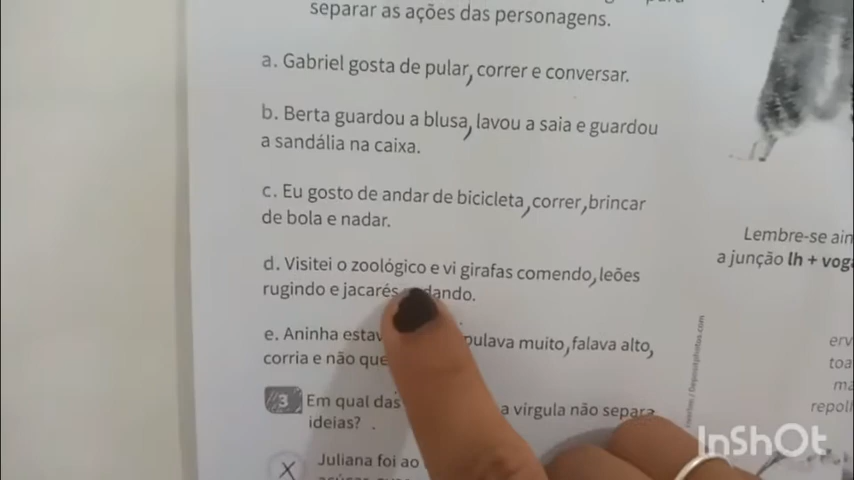 separar as ações das personagens.
a. Gabriel gosta de pular, correr e conversar.
b. Berta guardou a blusa, lavou a saia e guardou
a sandália na caixa.
c. Eu gosto de andar de bicicleta, correr, brincar
de bola e nadar.
d. Visitei o zoológico e vi girafas comendo, leões
rugindo e jacarés
e. Aninha pulava muito, falava alto,
corria e não
3 Em qual das a vírgula não separa
ideias?
X Juliana foi ao
Lembre-se
a junção lh +
InShOt